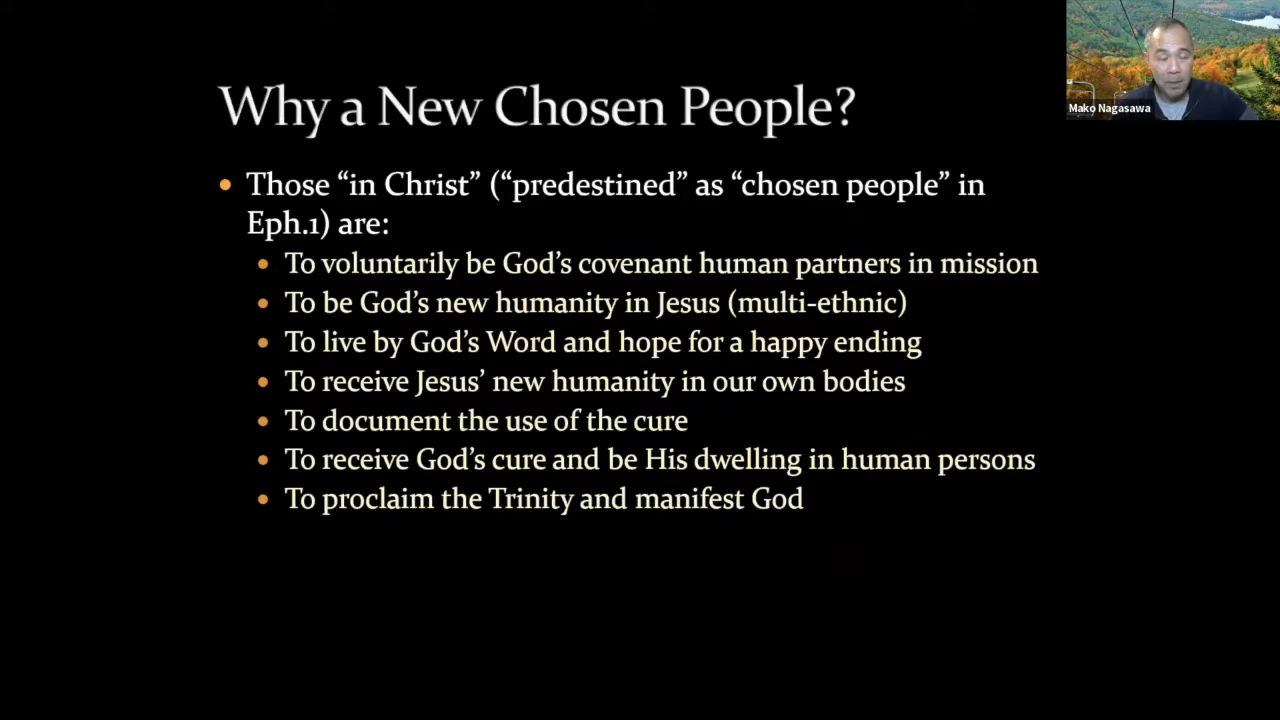 Why a New Chosen People?
Mako Nagasawa
• Those “in Christ” (“predestined” as “chosen people” in
Eph.1) are:
• To voluntarily be God’s covenant human partners in mission
• To be God’s new humanity in Jesus (multi-ethnic)
• To live by God’s Word and hope for a happy ending
• To receive Jesus’ new humanity in our own bodies
• To document the use of the cure
• To receive God’s cure and be His dwelling in human persons
• To proclaim the Trinity and manifest God